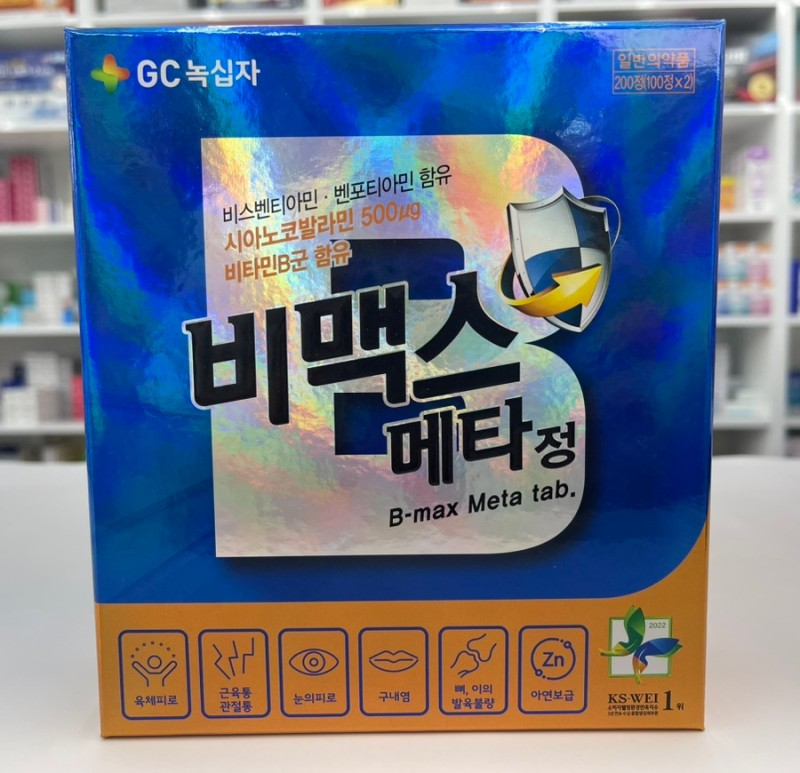 GC 녹십자
일반의약품
200정(100정×2)
비스벤티아민 · 벤포티아민 함유
시아노코발라민 500μg
비타민B군 함유
비맥스
메타정
B-max Meta tab.
육체피로
근육통
관절통
눈의피로
구내염
뼈, 이의
발육불량
Zn
아연보급
2022
KS-WEI 1위